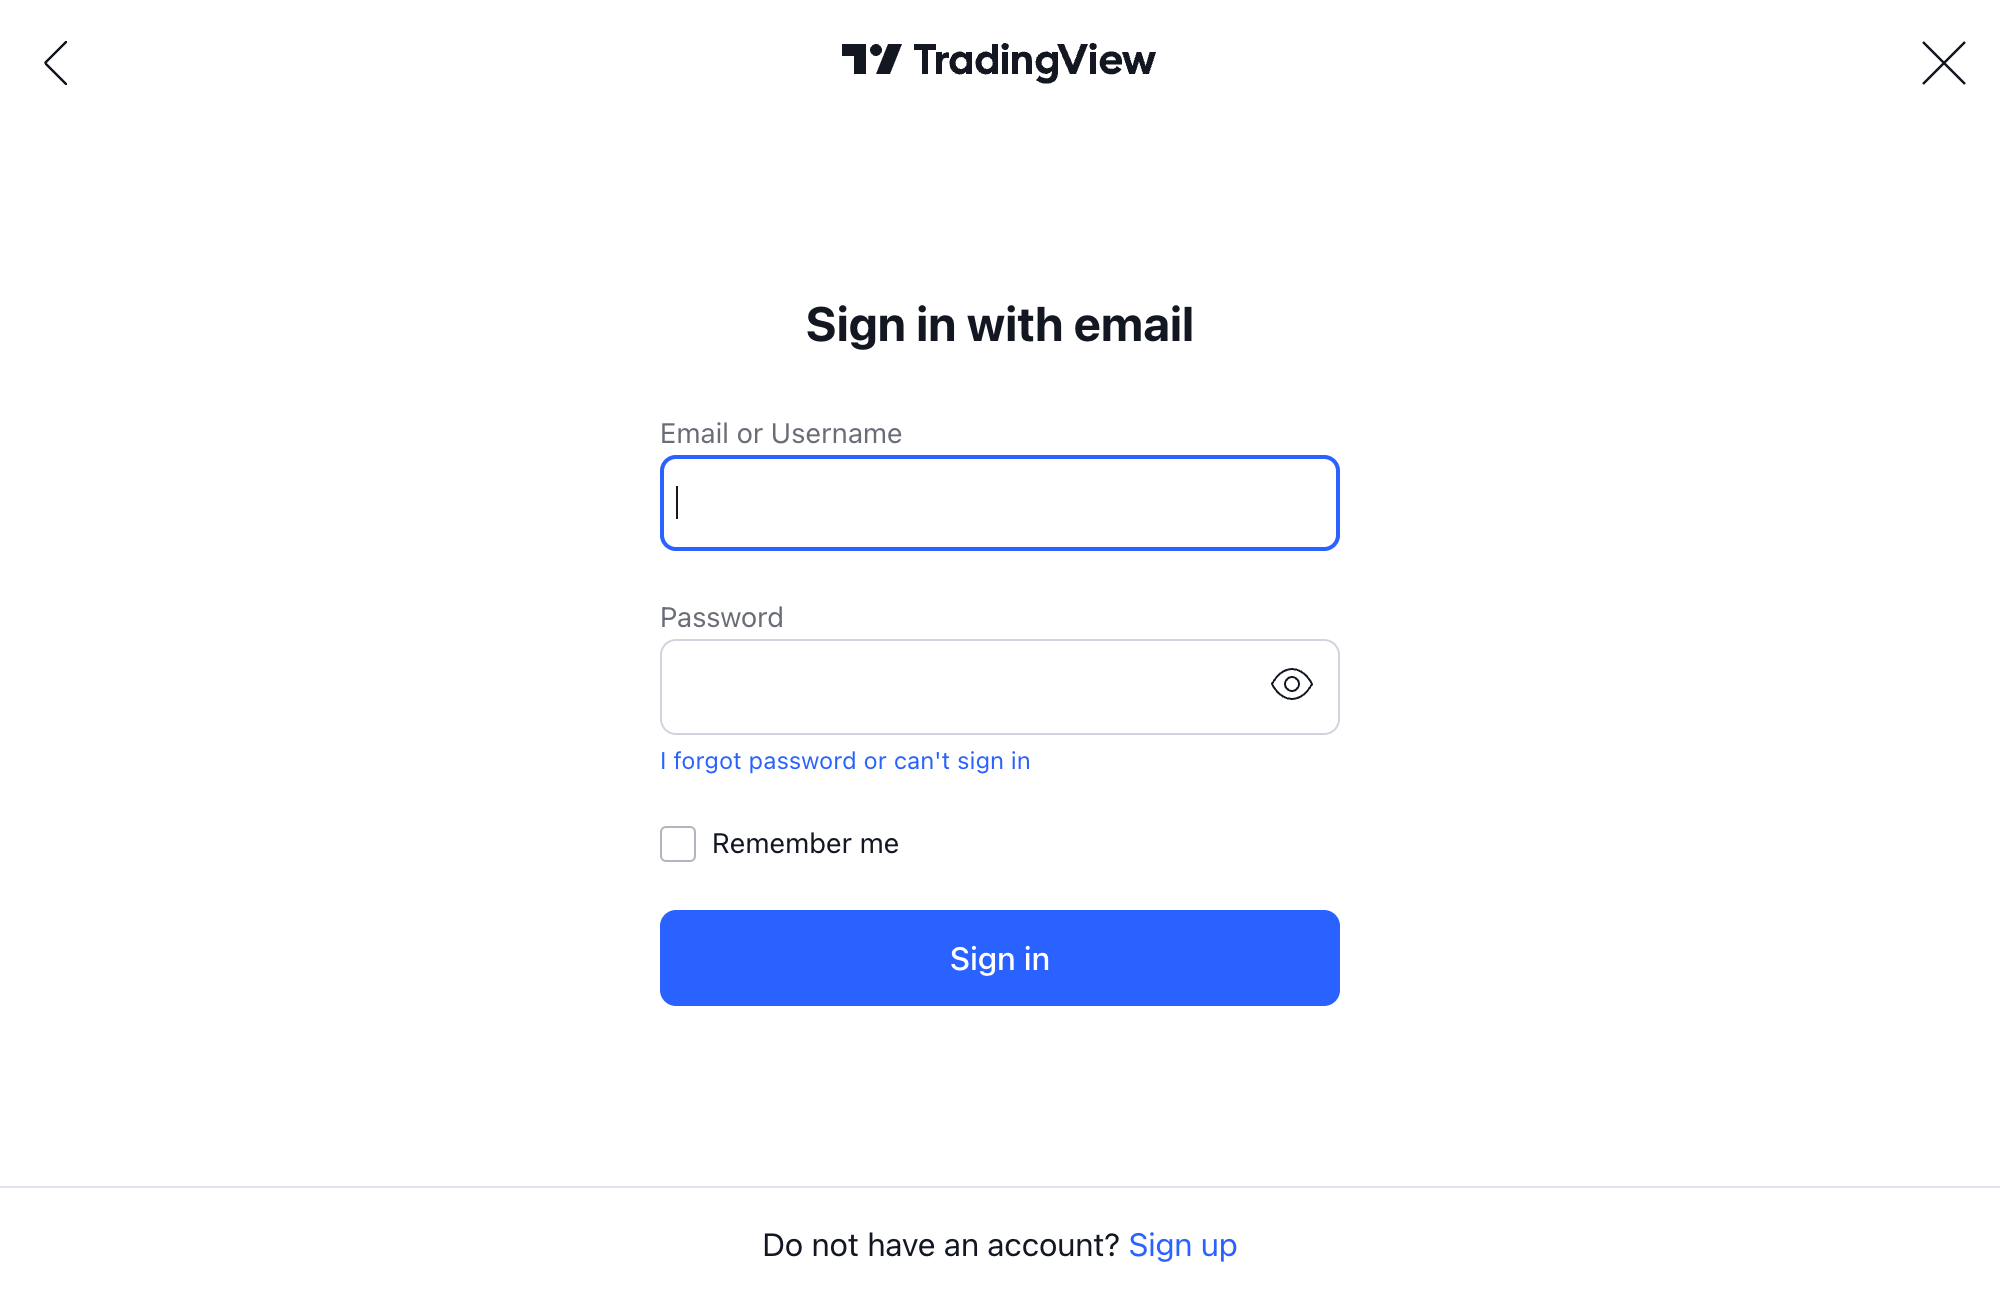 TradingView
Sign in with email
Email or Username
Password
I forgot password or can't sign in
Remember me
Sign in
Do not have an account? Sign up